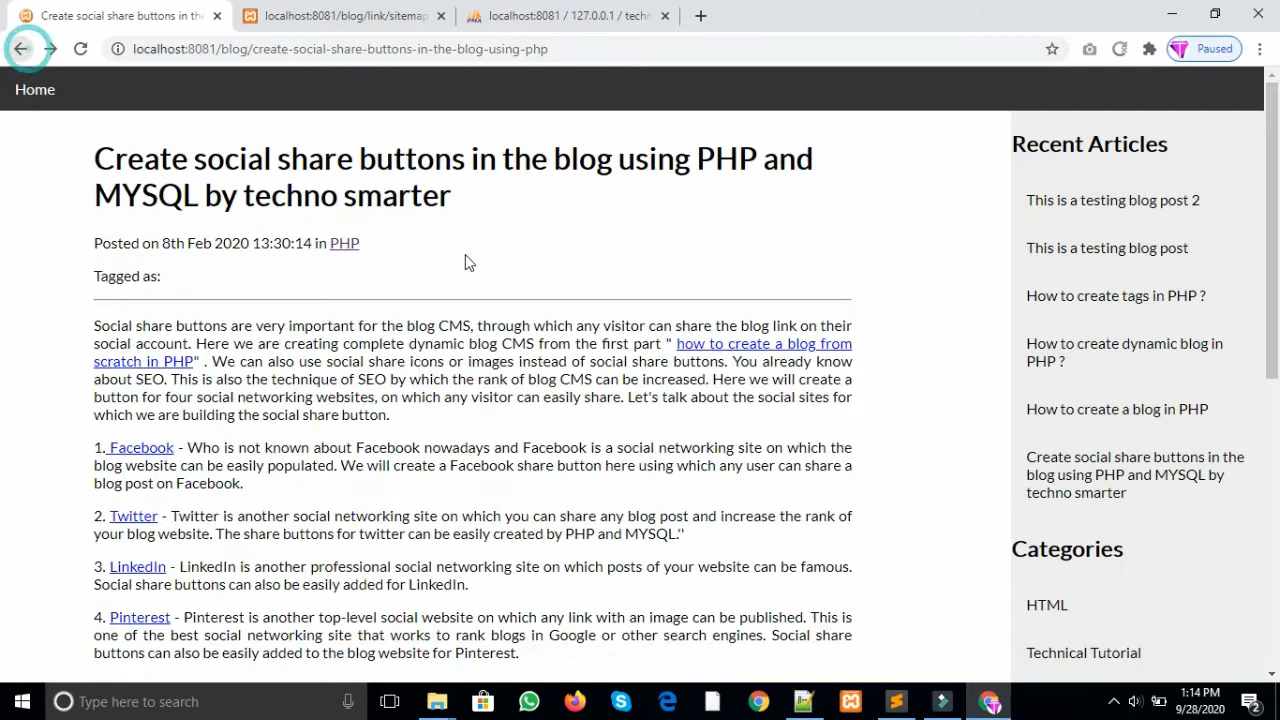 Create social share buttons in the
localhost:8081/blog/link/sitemap
localhost:8081 / 127.0.0.1 / techn
localhost:8081/blog/create-social-share-buttons-in-the-blog-using-php
Paused
Home
Create social share buttons in the blog using PHP and
MYSQL by techno smarter
Posted on 8th Feb 2020 13:30:14 in PHP
Tagged as:
Social share buttons are very important for the blog CMS, through which any visitor can share the blog link on their
social account. Here we are creating complete dynamic blog CMS from the first part " how to create a blog from
scratch in PHP" . We can also use social share icons or images instead of social share buttons. You already know
about SEO. This is also the technique of SEO by which the rank of blog CMS can be increased. Here we will create a
button for four social networking websites, on which any visitor can easily share. Let's talk about the social sites for
which we are building the social share button.
1. Facebook - Who is not known about Facebook nowadays and Facebook is a social networking site on which the
blog website can be easily populated. We will create a Facebook share button here using which any user can share a
blog post on Facebook.
2. Twitter - Twitter is another social networking site on which you can share any blog post and increase the rank of
your blog website. The share buttons for twitter can be easily created by PHP and MYSQL.''
3. LinkedIn - LinkedIn is another professional social networking site on which posts of your website can be famous.
Social share buttons can also be easily added for LinkedIn.
4. Pinterest - Pinterest is another top-level social website on which any link with an image can be published. This is
one of the best social networking site that works to rank blogs in Google or other search engines. Social share
buttons can also be easily added to the blog website for Pinterest.
Recent Articles
This is a testing blog post 2
This is a testing blog post
How to create tags in PHP ?
How to create dynamic blog in
PHP ?
How to create a blog in PHP
Create social share buttons in the
blog using PHP and MYSQL by
techno smarter
Categories
HTML
Technical Tutorial
Type here to search
1:14 PM
9/28/2020
2